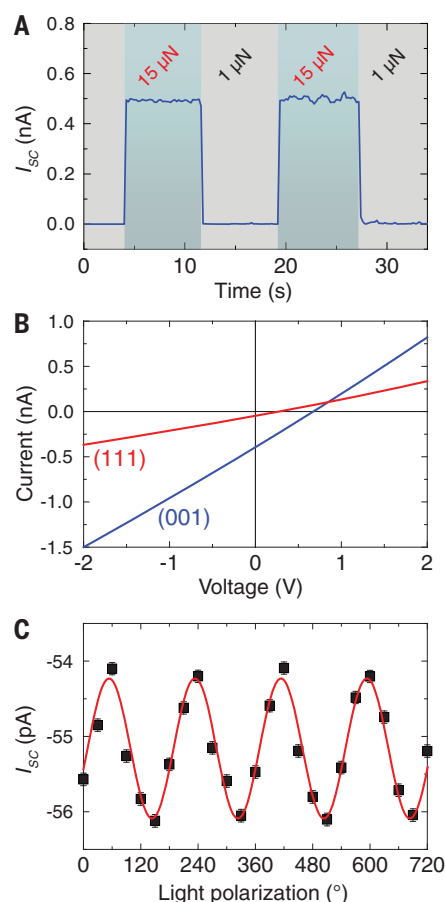 A
0.8
0.6
0.4
0.2
0.0
I_SC (nA)
15 μN
1 μN
15 μN
1 μN
0
10
20
30
Time (s)
B
1.0
0.5
0.0
-0.5
-1.0
-1.5
Current (nA)
(111)
(001)
-2
-1
0
1
2
Voltage (V)
C
-54
-55
-56
I_SC (pA)
0
120
240
360
480
600
720
Light polarization (°)